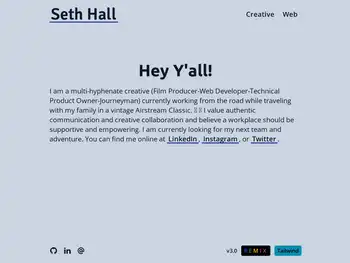 Seth Hall
Creative Web
Hey Y'all!
I am a multi-hyphenate creative (Film Producer-Web Developer-Technical
Product Owner-Journeyman) currently working from the road while traveling
with my family in a vintage Airstream Classic. I value authentic
communication and creative collaboration and believe a workplace should be
supportive and empowering. I am currently looking for my next team and
adventure. You can find me online at LinkedIn, Instagram, or Twitter.
v3.0 REMIX Tailwind